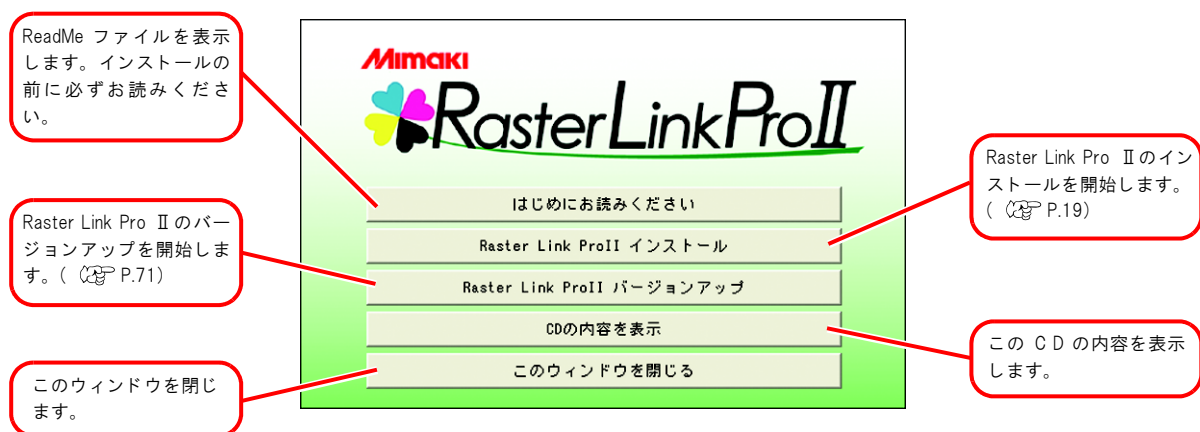 ReadMe ファイルを表示
します。インストールの
前に必ずお読みくださ
い。
Raster Link Pro Ⅱのバー
ジョンアップを開始しま
す。( P.71)
このウィンドウを閉じ
ます。
Mimaki
RasterLinkProII
はじめにお読みください
Raster Link ProII インストール
Raster Link ProII バージョンアップ
CDの内容を表示
このウィンドウを閉じる
Raster Link Pro Ⅱのイン
ストールを開始します。
( P.19)
この CD の内容を表示
します。